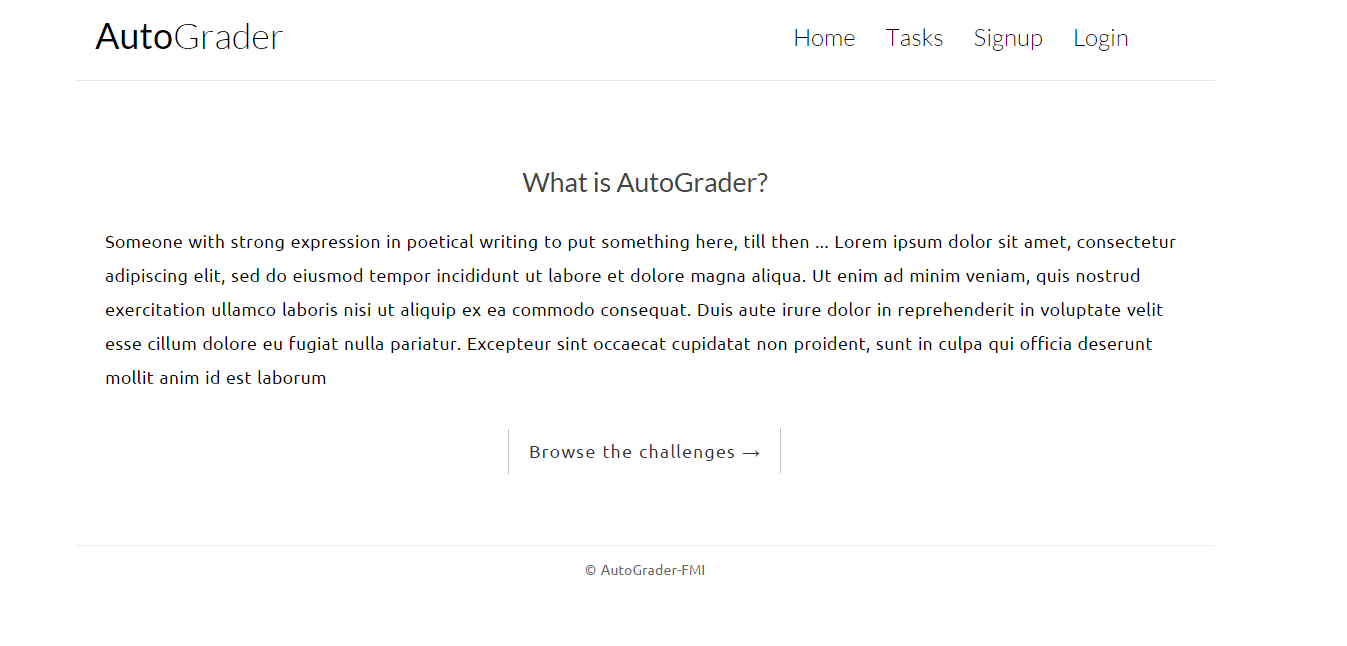 AutoGrader
Home Tasks Signup Login
What is AutoGrader?
Someone with strong expression in poetical writing to put something here, till then ... Lorem ipsum dolor sit amet, consectetur
adipiscing elit, sed do eiusmod tempor incididunt ut labore et dolore magna aliqua. Ut enim ad minim veniam, quis nostrud
exercitation ullamco laboris nisi ut aliquip ex ea commodo consequat. Duis aute irure dolor in reprehenderit in voluptate velit
esse cillum dolore eu fugiat nulla pariatur. Excepteur sint occaecat cupidatat non proident, sunt in culpa qui officia deserunt
mollit anim id est laborum
Browse the challenges →
© AutoGrader-FMI